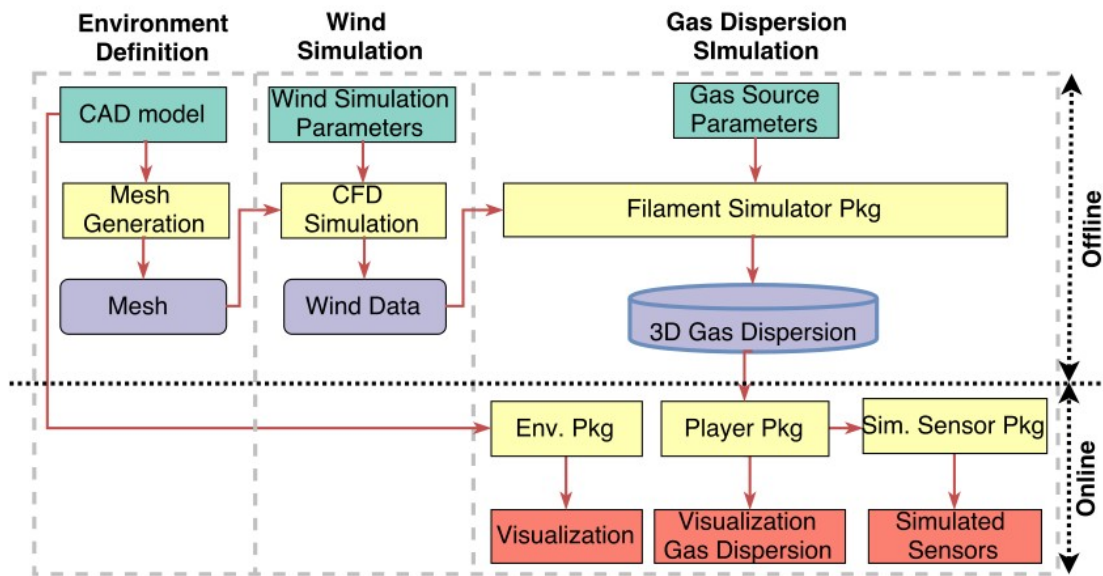 Environment
Definition
Wind
Simulation
Gas Dispersion
SImulation
CAD model
Wind Simulation
Parameters
Gas Source
Parameters
Mesh
Generation
CFD
Simulation
Filament Simulator Pkg
Mesh
Wind Data
3D Gas Dispersion
Offline
Env. Pkg
Player Pkg
Sim. Sensor Pkg
Visualization
Visualization
Gas Dispersion
Simulated
Sensors
Online